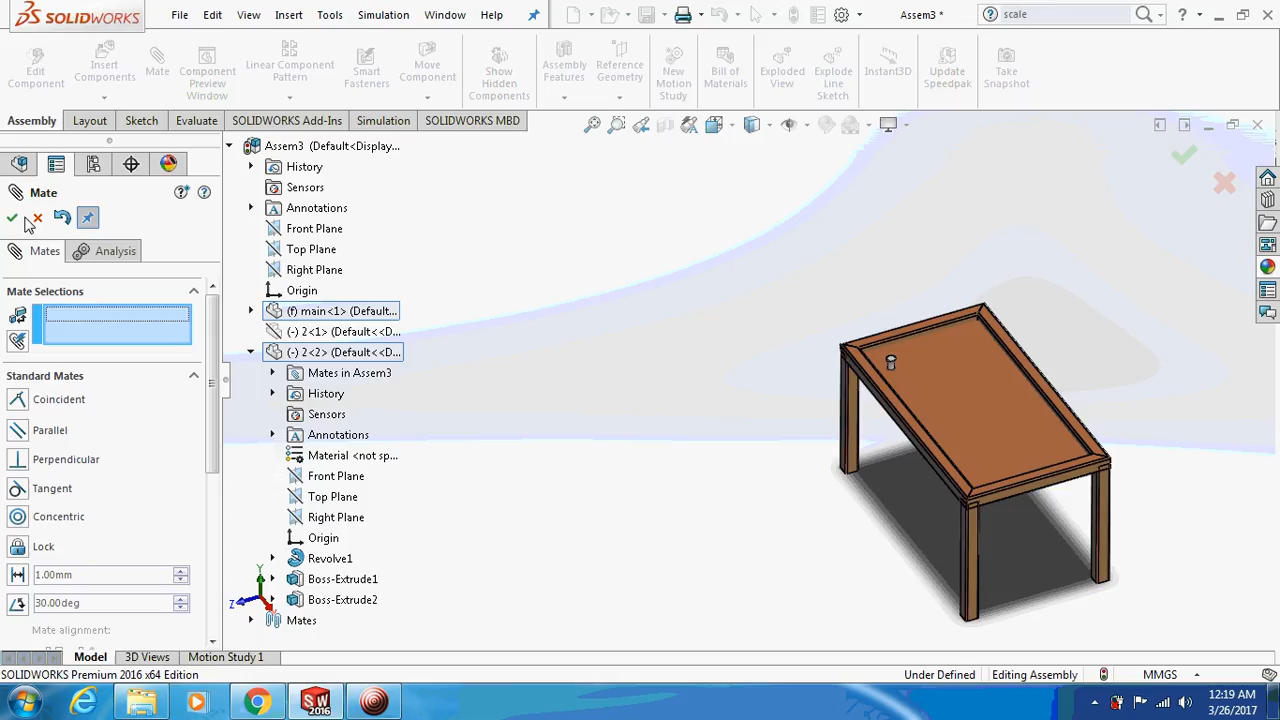 SOLIDWORKS File Edit View Insert Tools Simulation Window Help Assem3 * scale
Edit Component
Insert Components
Mate
Component Preview Window
Linear Component Pattern
Smart Fasteners
Move Component
Show Hidden Components
Assembly Features
Reference Geometry
New Motion Study
Bill of Materials
Exploded View
Explode Line Sketch
Instant3D
Update Speedpak
Take Snapshot
Assembly Layout Sketch Evaluate SOLIDWORKS Add-Ins Simulation SOLIDWORKS MBD
Mate
Mates Analysis
Mate Selections
Standard Mates
Coincident
Parallel
Perpendicular
Tangent
Concentric
Lock
1.00mm
30.00deg
Mate alignment:
Assem3 (Default<Display...
History
Sensors
Annotations
Front Plane
Top Plane
Right Plane
Origin
(f) main<1> (Default...
(-) 2<1> (Default<<D...
(-) 2<2> (Default<<D...
Mates in Assem3
History
Sensors
Annotations
Material <not sp...
Front Plane
Top Plane
Right Plane
Origin
Revolve1
Boss-Extrude1
Boss-Extrude2
Mates
Y
Z
Model 3D Views Motion Study 1
SOLIDWORKS Premium 2016 x64 Edition Under Defined Editing Assembly MMGS
SW 2016
12:19 AM
3/26/2017